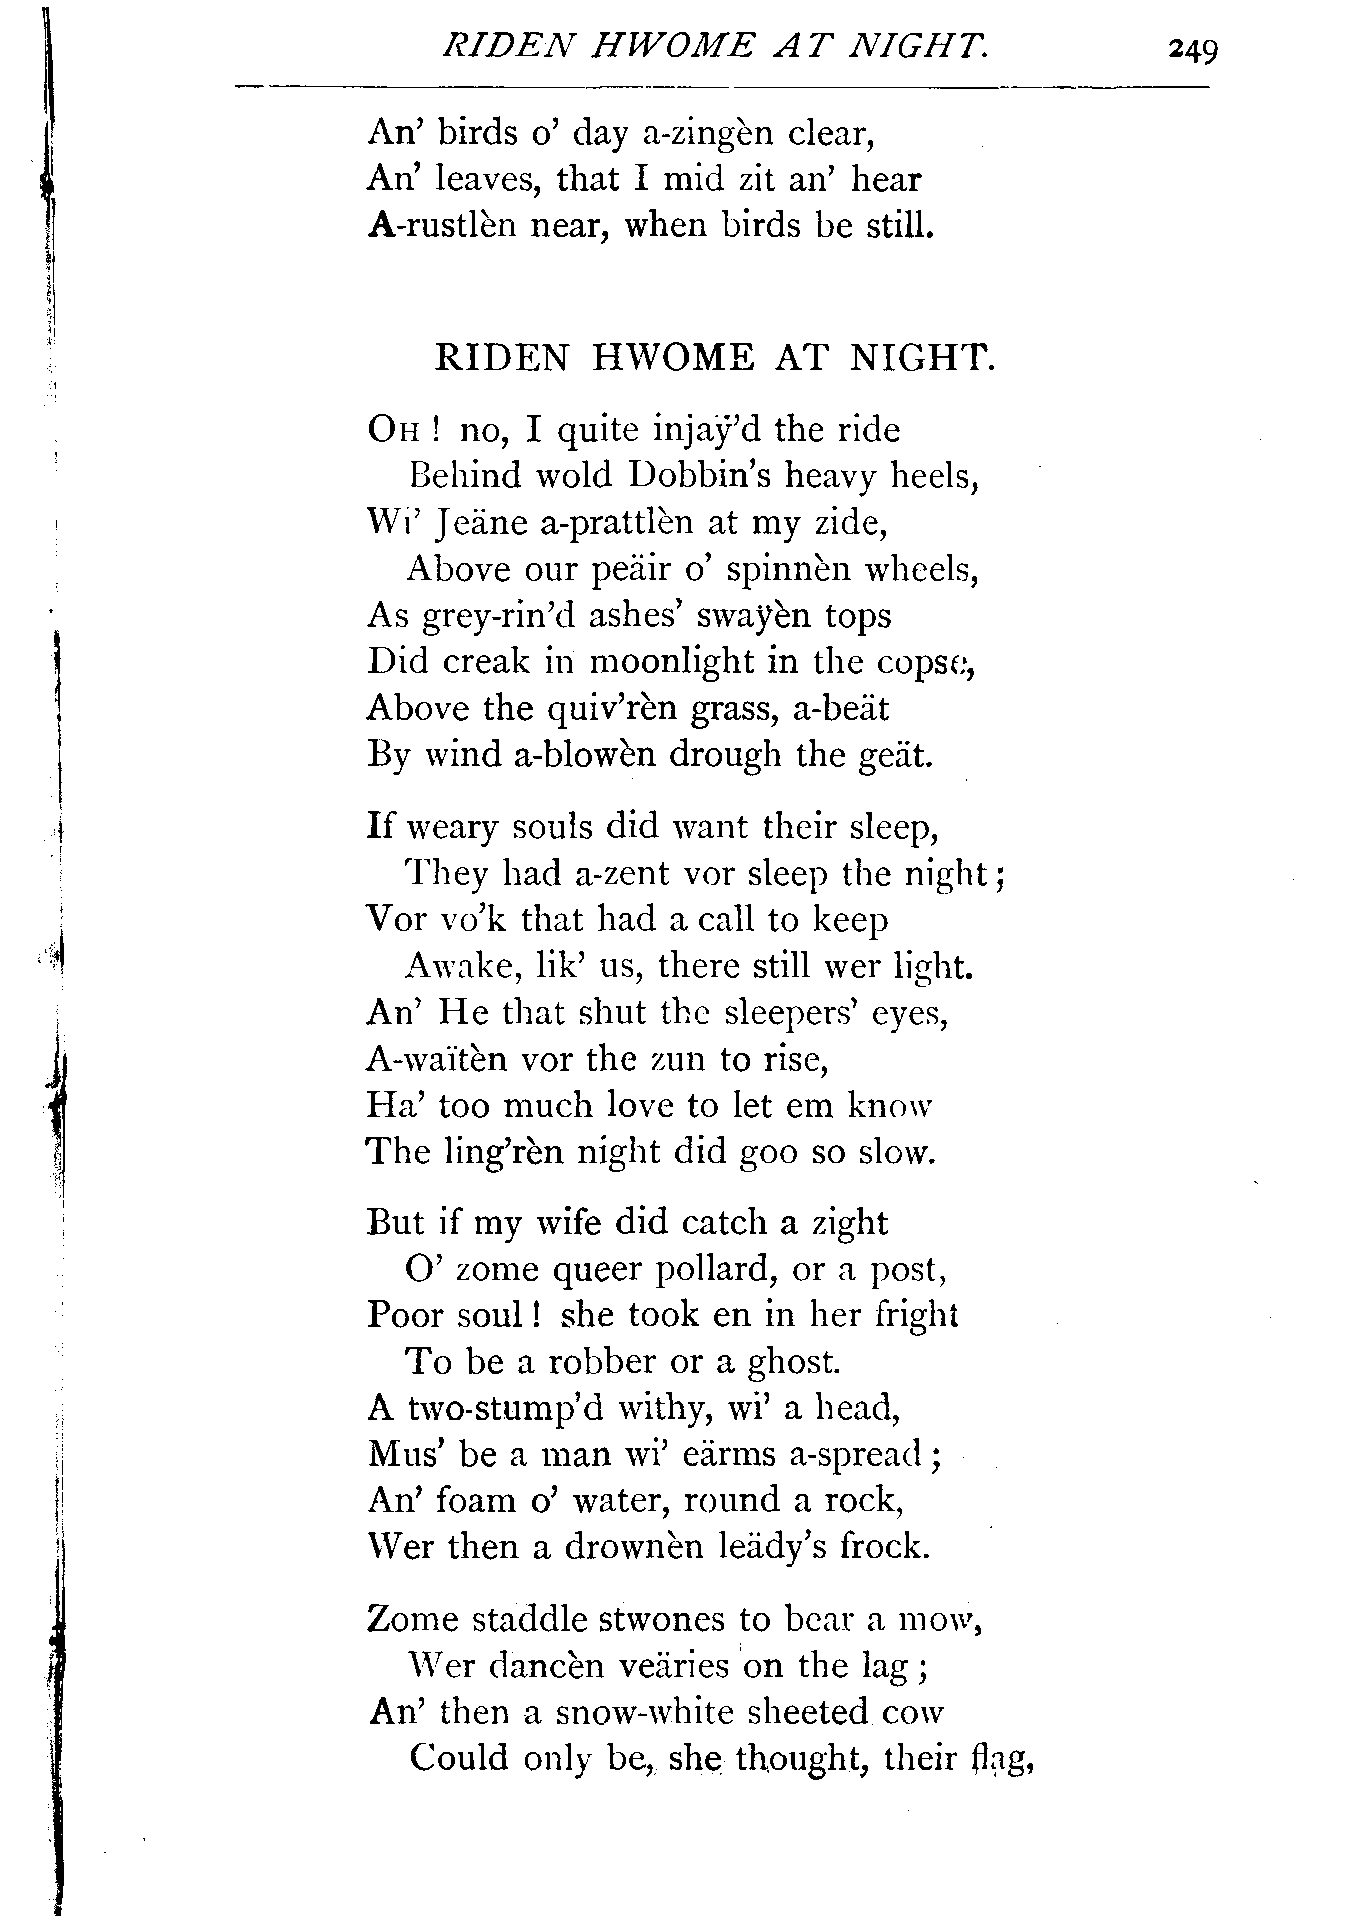 RIDEN HWOME AT NIGHT. 249
An’ birds o’ day a-zingèn clear,
An’ leaves, that I mid zit an’ hear
A-rustlèn near, when birds be still.
RIDEN HWOME AT NIGHT.
OH ! no, I quite injaÿ’d the ride
Behind wold Dobbin’s heavy heels,
Wi’ Jeäne a-prattlèn at my zide,
Above our peäir o’ spinnèn wheels,
As grey-rin’d ashes’ swaÿèn tops
Did creak in moonlight in the copse,
Above the quiv’rèn grass, a-beät
By wind a-blowèn drough the geät.
If weary souls did want their sleep,
They had a-zent vor sleep the night ;
Vor vo’k that had a call to keep
Awake, lik’ us, there still wer light.
An’ He that shut the sleepers’ eyes,
A-waïtèn vor the zun to rise,
Ha’ too much love to let em know
The ling’rèn night did goo so slow.
But if my wife did catch a zight
O’ zome queer pollard, or a post,
Poor soul ! she took en in her fright
To be a robber or a ghost.
A two-stump’d withy, wi’ a head,
Mus’ be a man wi’ eärms a-spread ;
An’ foam o’ water, round a rock,
Wer then a drownèn leädy’s frock.
Zome staddle stwones to bear a mow,
Wer dancèn veäries on the lag ;
An’ then a snow-white sheeted cow
Could only be, she thought, their flag,